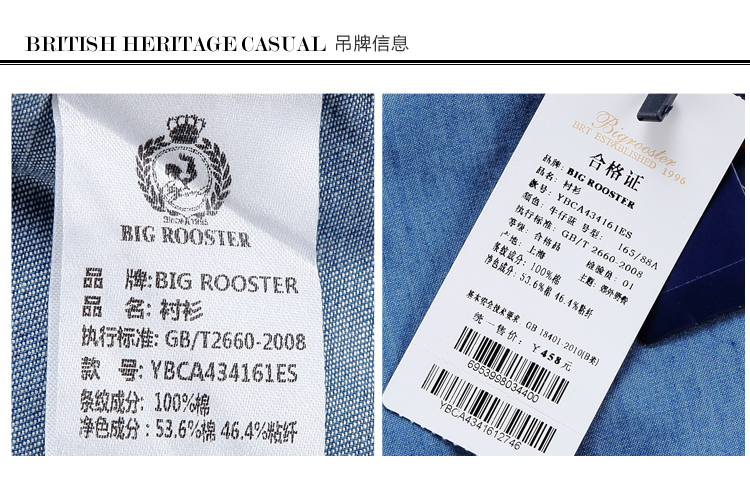 BRITISH HERITAGE CASUAL 吊牌信息
SINCE 1996
BIG ROOSTER
品 牌:BIG ROOSTER
品 名:衬衫
执行标准:GB/T2660-2008
款 号:YBCA434161ES
条纹成分: 100%棉
净色成分:53.6%棉 46.4%粘纤
Bigrooster
BRT ESTABLISHED 1996
合格证
品牌: BIG ROOSTER
品名: 衬衫
款号: YBCA434161ES
颜色: 牛仔蓝 号型: 165/88A
执行标准: GB/T 2660-2008
等级: 合格品 检验员: 01
产地: 上海 主题:
条纹成分: 100%棉
净色成分: 53.6%棉 46.4%粘纤
基本安全技术要求 GB 18401-2010(B类)
统一售价: ¥ 458元
6953998034400
YBCA4341612746